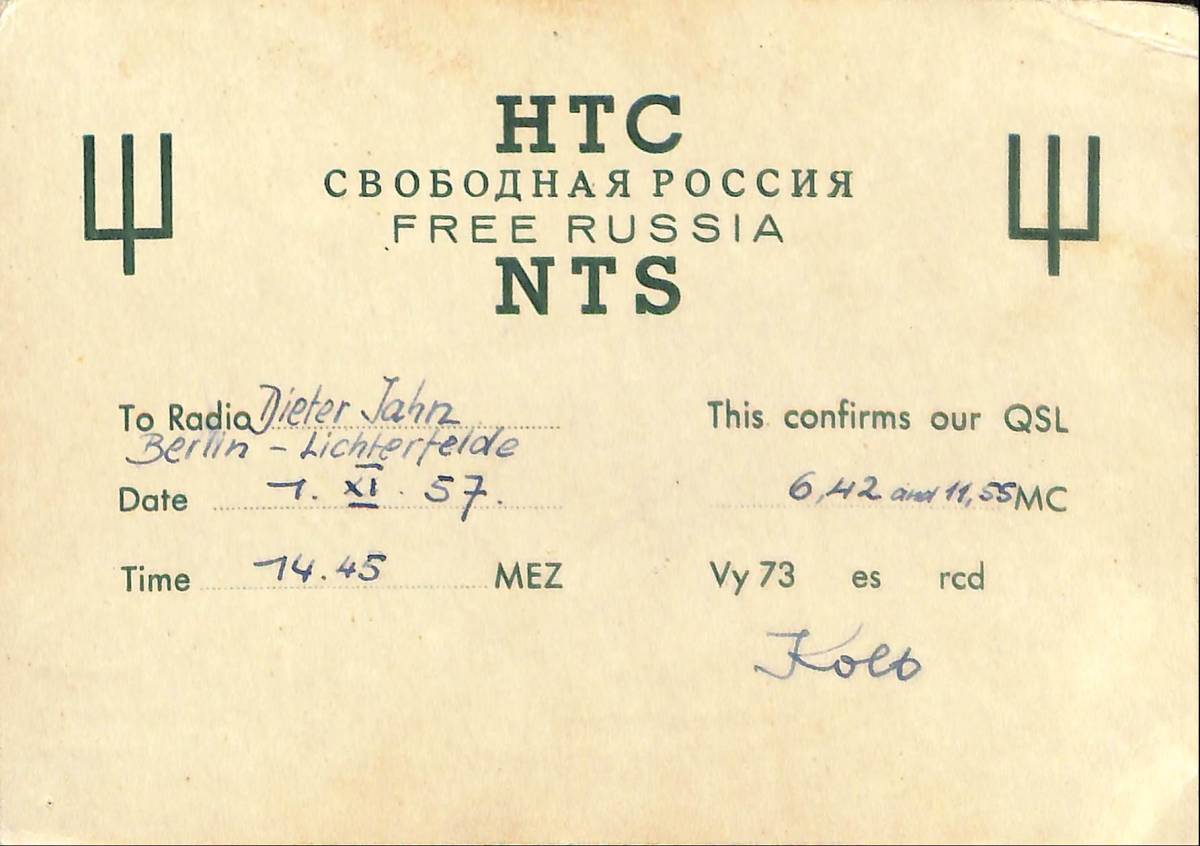 НТС
СВОБОДНАЯ РОССИЯ
FREE RUSSIA
NTS
To Radio Dieter Jahn
Berlin - Lichterfelde
This confirms our QSL
Date 1. XI. 57.
6,42 and 11,55 MC
Time 14.45 MEZ
Vy 73 es rcd
Kolb